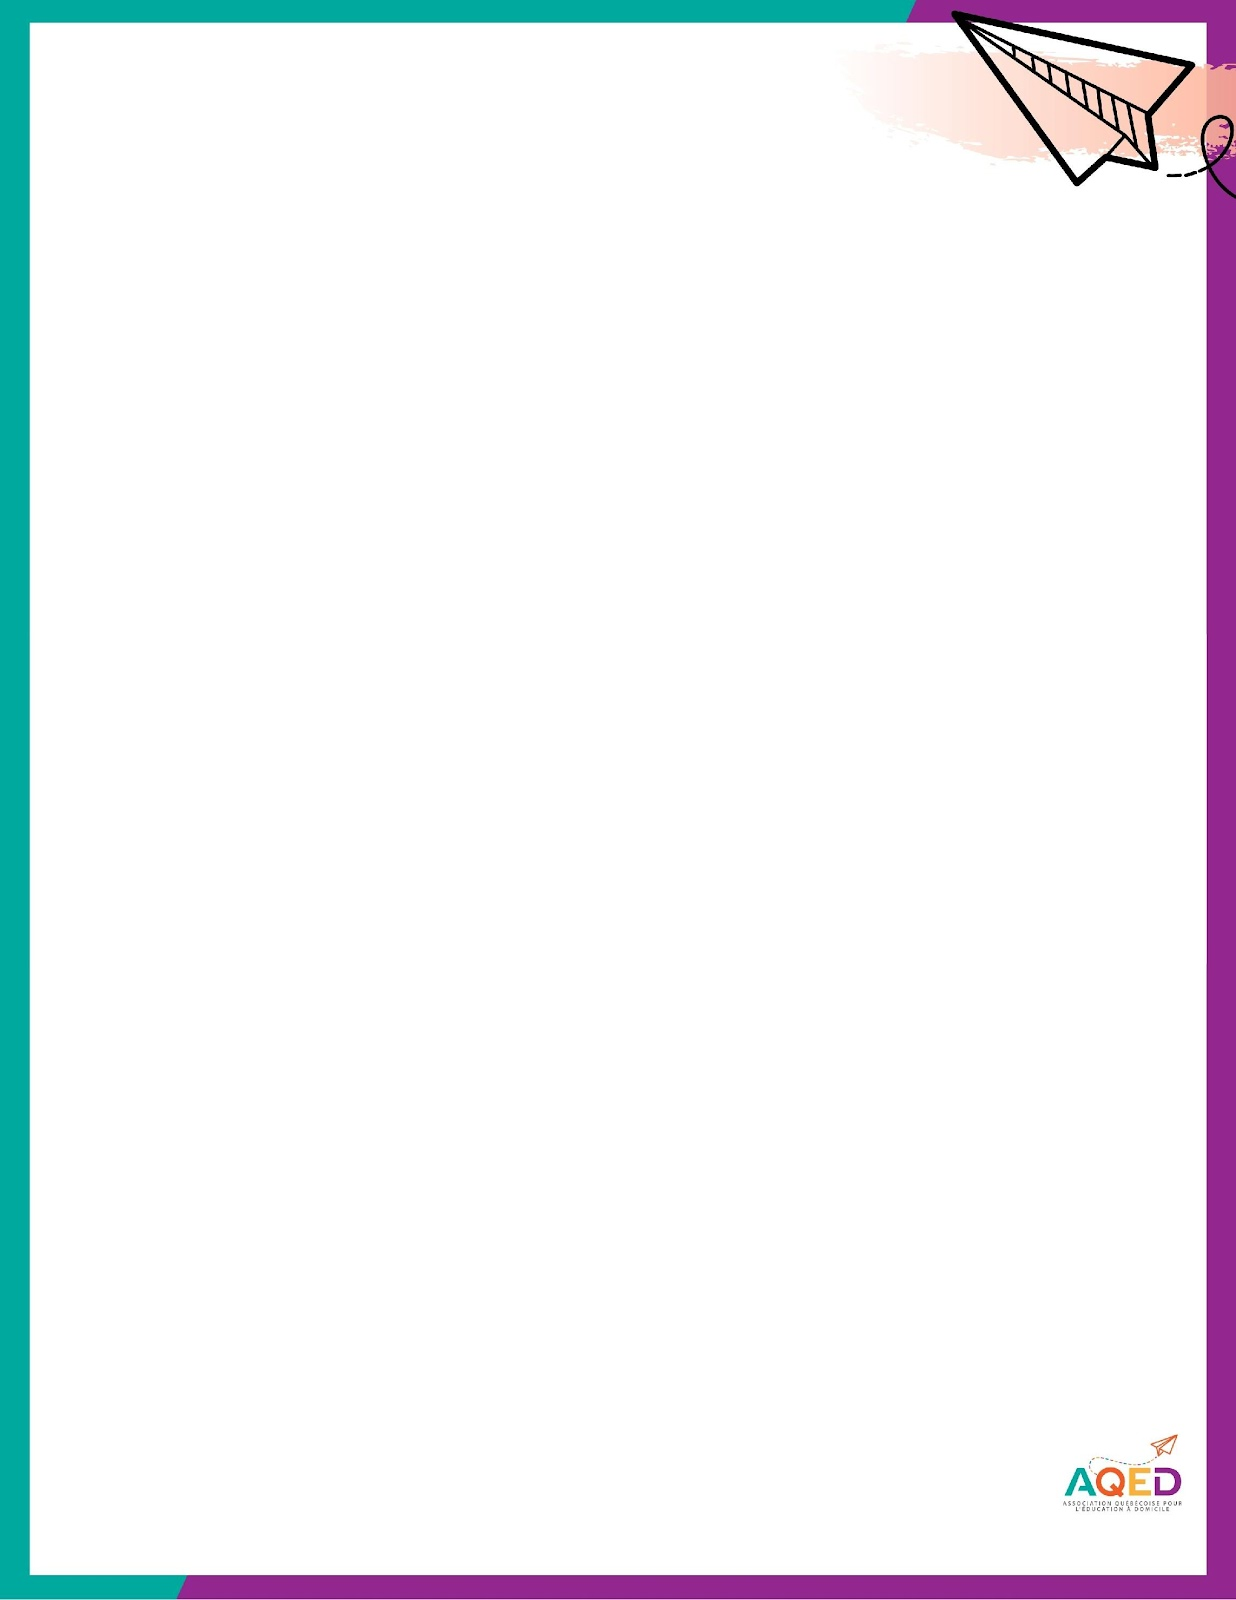 AQED
ASSOCIATION QUÉBÉCOISE POUR
L'ÉDUCATION À DOMICILE